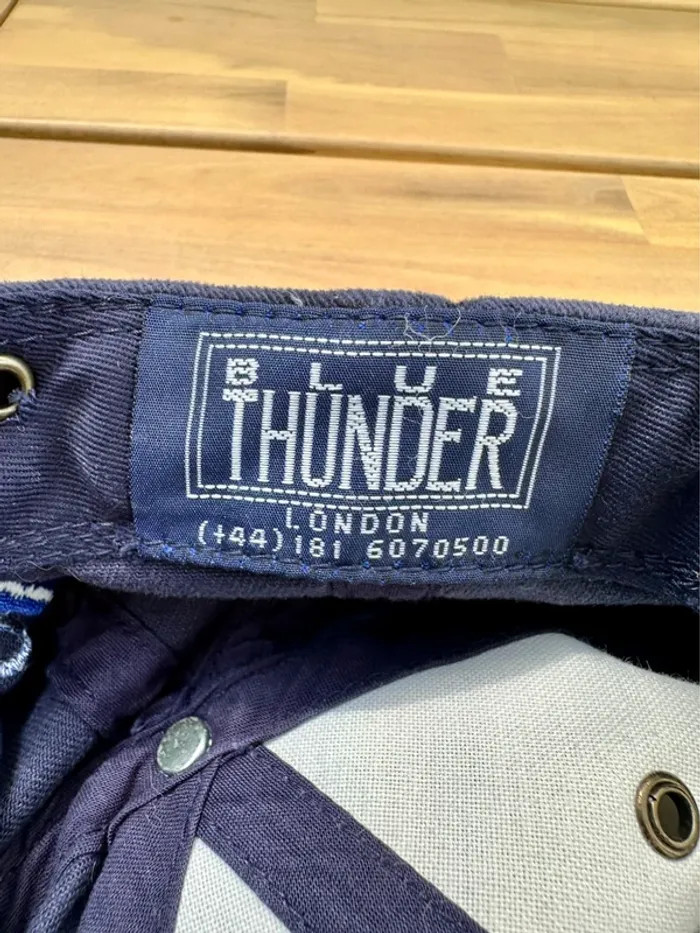 BLUE
THUNDER
LONDON
(+44) 181 6070500